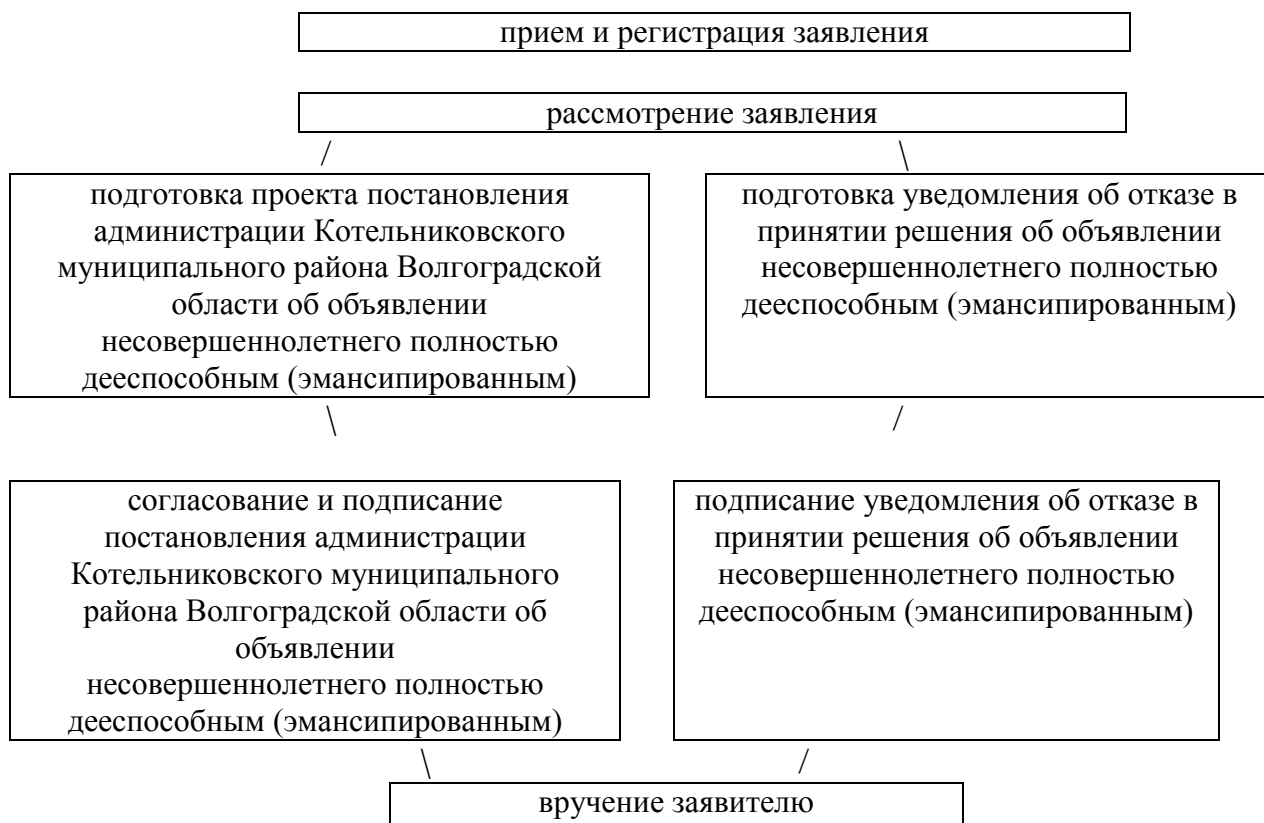 прием и регистрация заявления
рассмотрение заявления
подготовка проекта постановления
администрации Котельниковского
муниципального района Волгоградской
области об объявлении
несовершеннолетнего полностью
дееспособным (эмансипированным)
подготовка уведомления об отказе в
принятии решения об объявлении
несовершеннолетнего полностью
дееспособным (эмансипированным)
согласование и подписание
постановления администрации
Котельниковского муниципального
района Волгоградской области об
объявлении
несовершеннолетнего полностью
дееспособным (эмансипированным)
подписание уведомления об отказе в
принятии решения об объявлении
несовершеннолетнего полностью
дееспособным (эмансипированным)
вручение заявителю